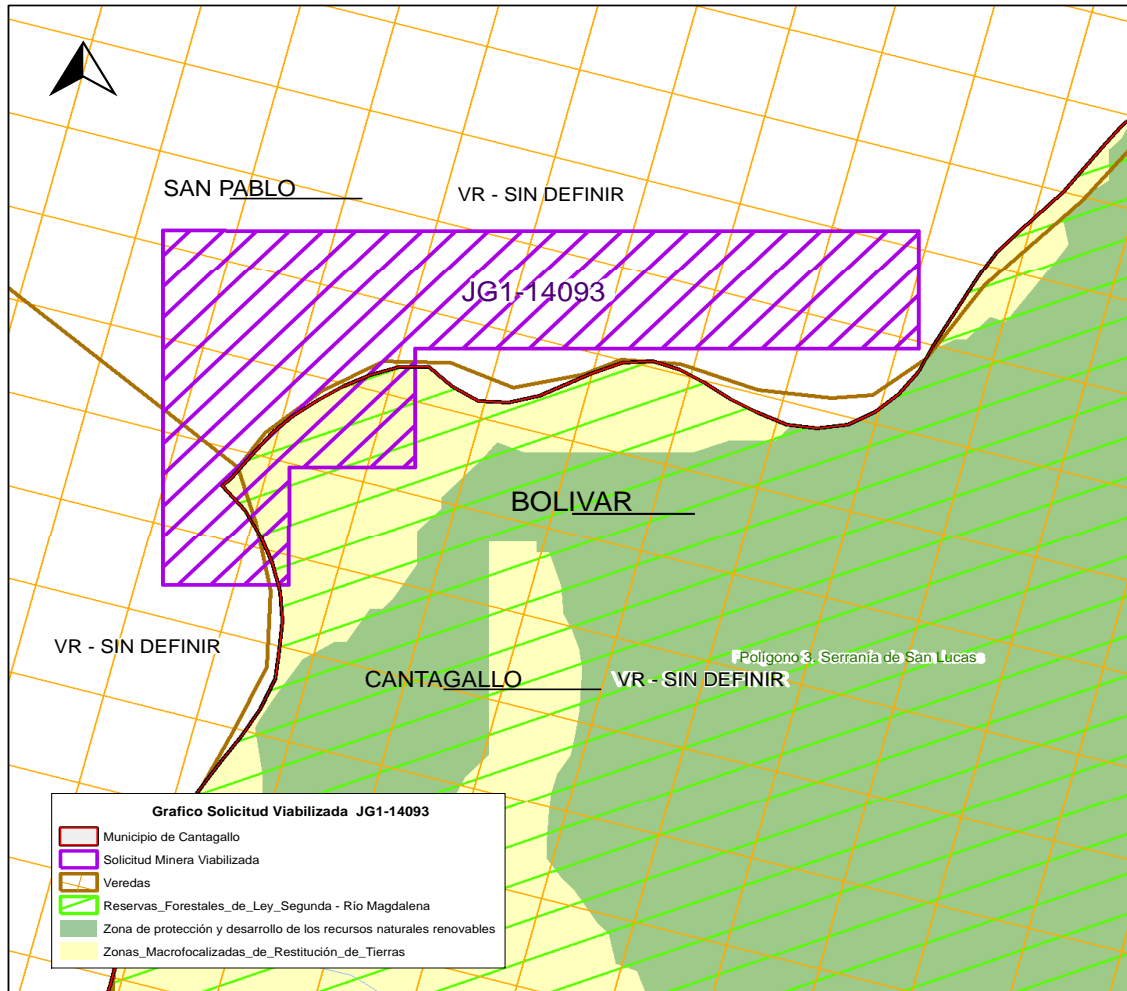 SAN PABLO
VR - SIN DEFINIR
JG1-14093
BOLIVAR
VR - SIN DEFINIR
Polígono 3. Serranía de San Lucas
CANTAGALLO
VR - SIN DEFINIR
Grafico Solicitud Viabilizada JG1-14093
Municipio de Cantagallo
Solicitud Minera Viabilizada
Veredas
Reservas_Forestales_de_Ley_Segunda - Río Magdalena
Zona de protección y desarrollo de los recursos naturales renovables
Zonas_Macrofocalizadas_de_Restitución_de_Tierras